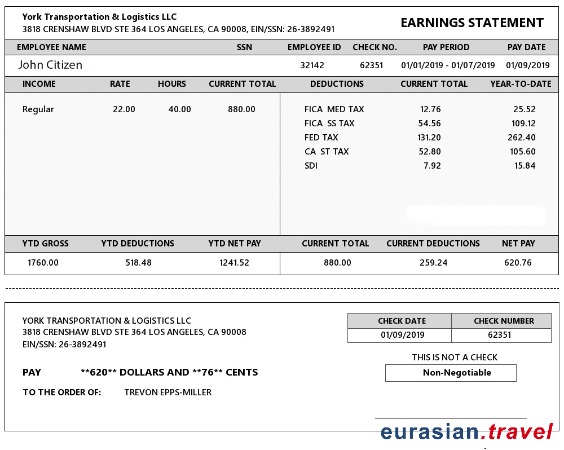 York Transportation & Logistics LLC
3818 CRENSHAW BLVD STE 364 LOS ANGELES, CA 90008, EIN/SSN: 26-3892491
EARNINGS STATEMENT
EMPLOYEE NAME SSN EMPLOYEE ID CHECK NO. PAY PERIOD PAY DATE
John Citizen 32142 62351 01/01/2019 - 01/07/2019 01/09/2019
INCOME RATE HOURS CURRENT TOTAL DEDUCTIONS CURRENT TOTAL YEAR-TO-DATE
Regular 22.00 40.00 880.00 FICA MED TAX 12.76 25.52
FICA SS TAX 54.56 109.12
FED TAX 131.20 262.40
CA ST TAX 52.80 105.60
SDI 7.92 15.84
YTD GROSS YTD DEDUCTIONS YTD NET PAY CURRENT TOTAL CURRENT DEDUCTIONS NET PAY
1760.00 518.48 1241.52 880.00 259.24 620.76
YORK TRANSPORTATION & LOGISTICS LLC
3818 CRENSHAW BLVD STE 364 LOS ANGELES, CA 90008
EIN/SSN: 26-3892491
CHECK DATE CHECK NUMBER
01/09/2019 62351
THIS IS NOT A CHECK
Non-Negotiable
PAY **620** DOLLARS AND **76** CENTS
TO THE ORDER OF: TREVON EPPS-MILLER
eurasian.travel